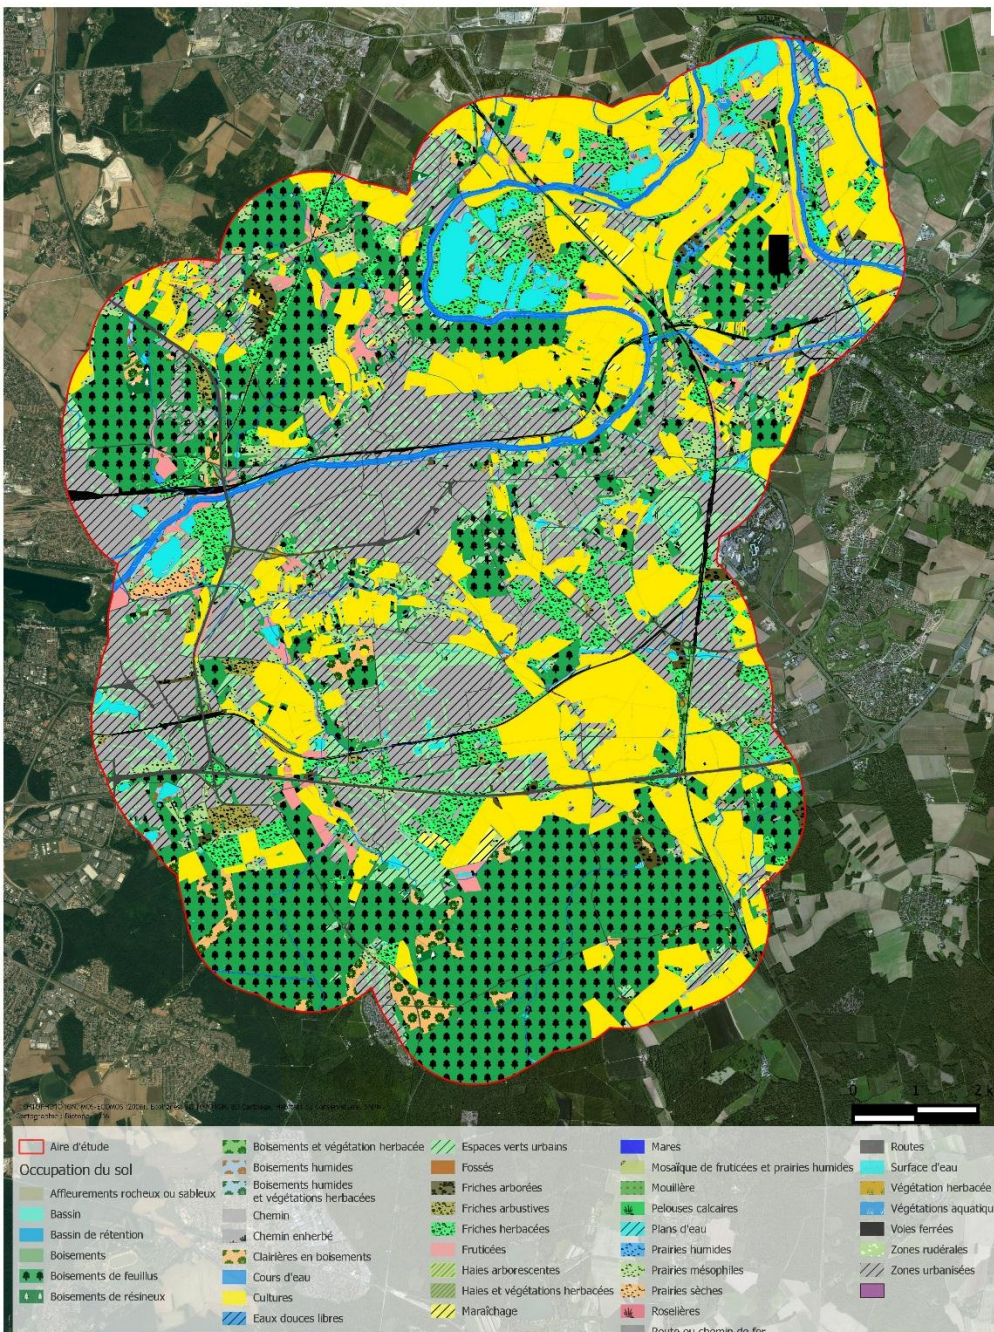 0 1 2 k
Aire d'étude
Occupation du sol
Affleurements rocheux ou sableux
Bassin
Bassin de rétention
Boisements
Boisements de feuillus
Boisements de résineux
Boisements et végétation herbacée
Boisements humides
Boisements humides
et végétations herbacées
Chemin
Chemin enherbé
Clairières en boisements
Cours d'eau
Cultures
Eaux douces libres
Espaces verts urbains
Fossés
Friches arborées
Friches arbustives
Friches herbacées
Fruticées
Haies arborescentes
Haies et végétations herbacées
Maraîchage
Mares
Mosaïque de fruticées et prairies humides
Mouillère
Pelouses calcaires
Plans d'eau
Prairies humides
Prairies mésophiles
Prairies sèches
Roselières
Route ou chemin de fer
Routes
Surface d'eau
Végétation herbacée
Végétations aquatiqu
Voies ferrées
Zones rudérales
Zones urbanisées